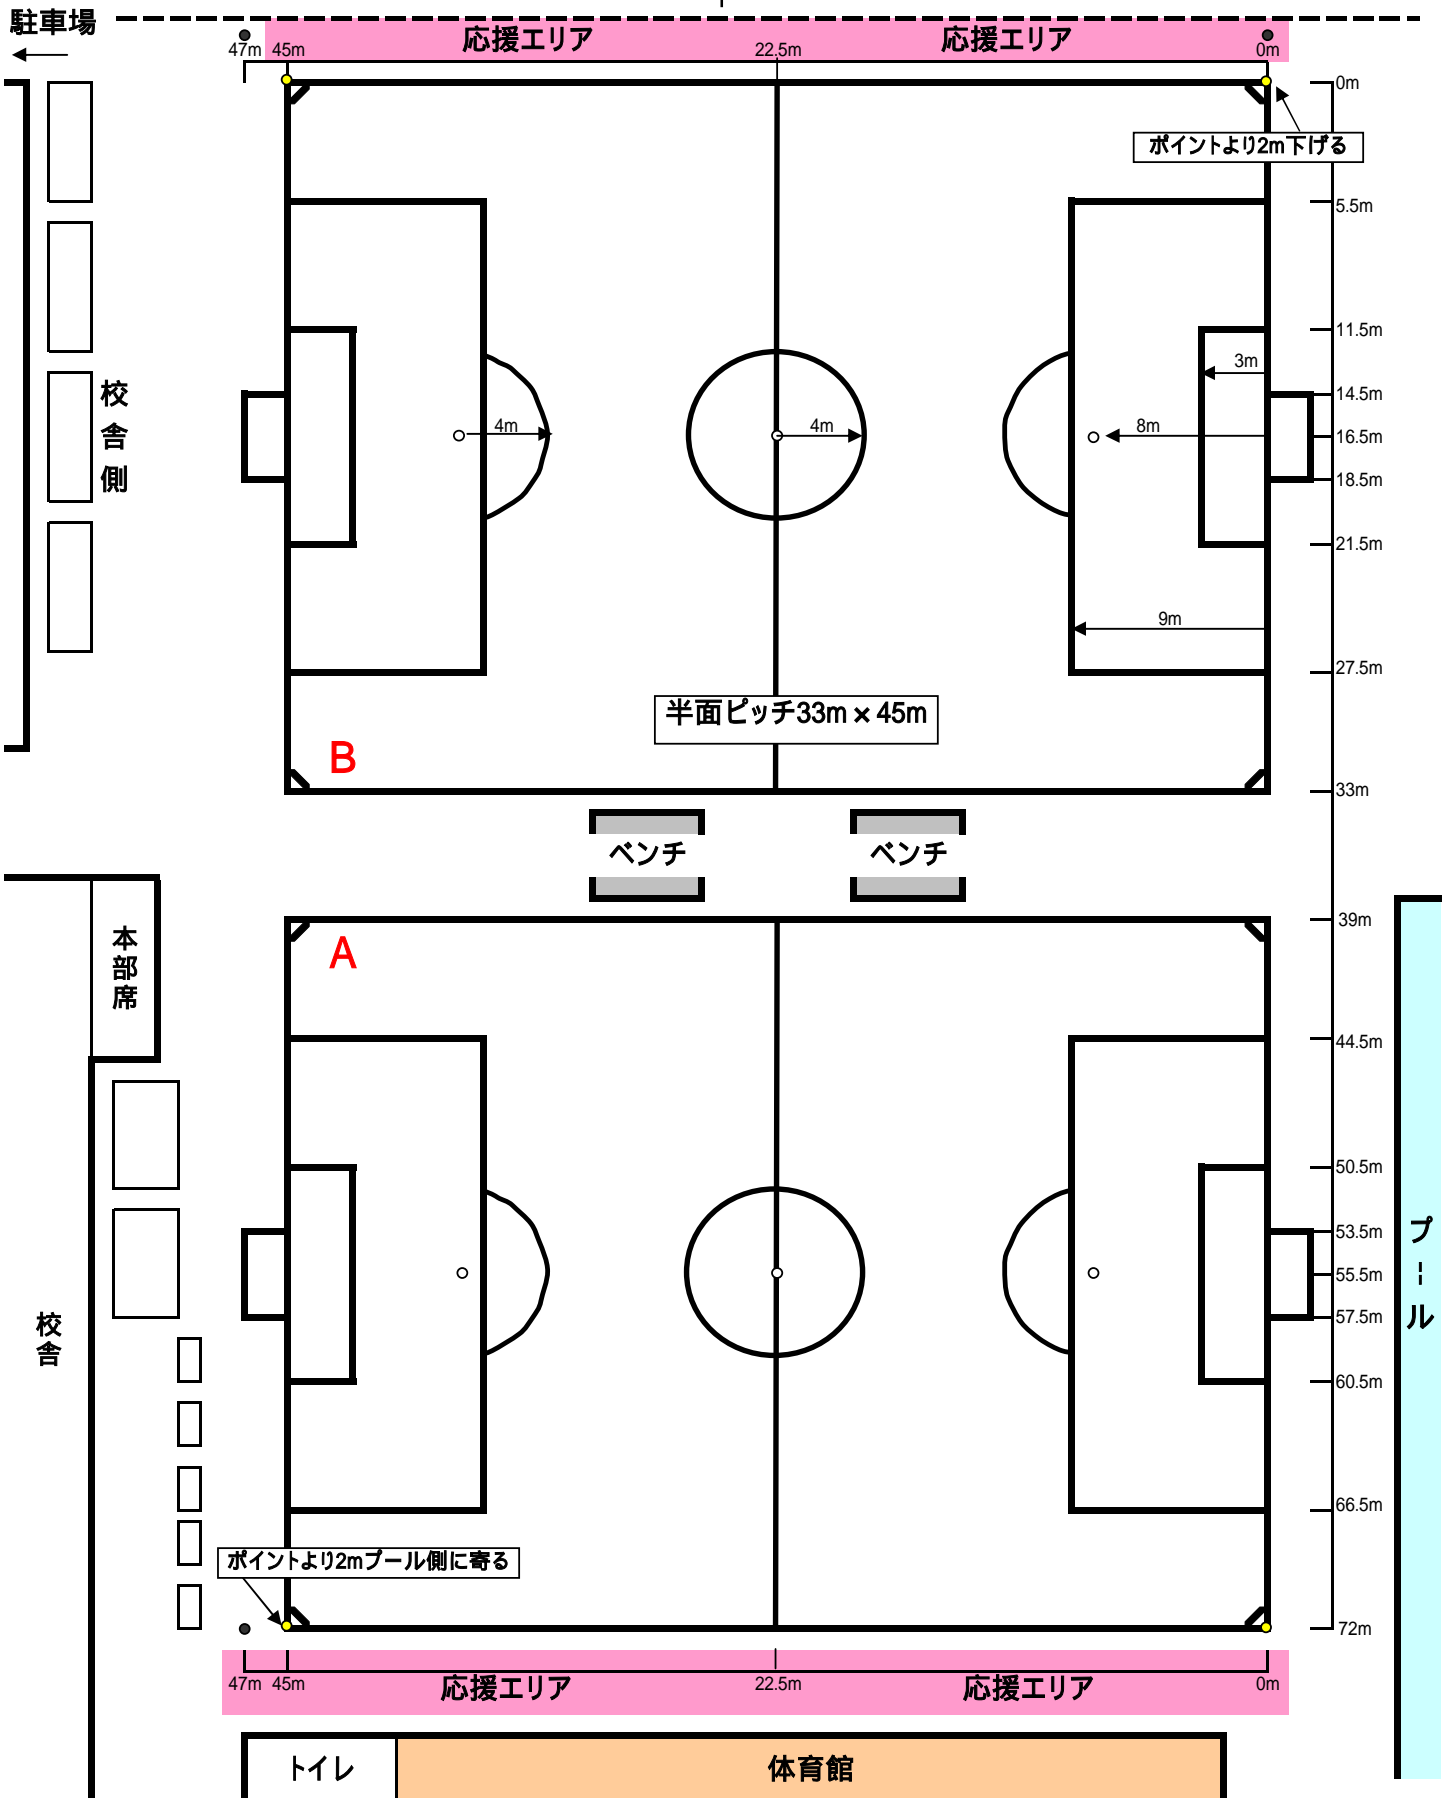 駐車場
応援エリア
応援エリア
47m
45m
22.5m
0m
0m
ポイントより2m下げる
5.5m
11.5m
3m
14.5m
校舎側
4m
4m
8m
16.5m
18.5m
21.5m
9m
27.5m
半面ピッチ33m×45m
B
33m
ベンチ
ベンチ
本部席
A
39m
44.5m
50.5m
53.5m
プール
55.5m
57.5m
校舎
60.5m
66.5m
ポイントより2mプール側に寄る
72m
47m
45m
応援エリア
22.5m
応援エリア
0m
トイレ
体育館